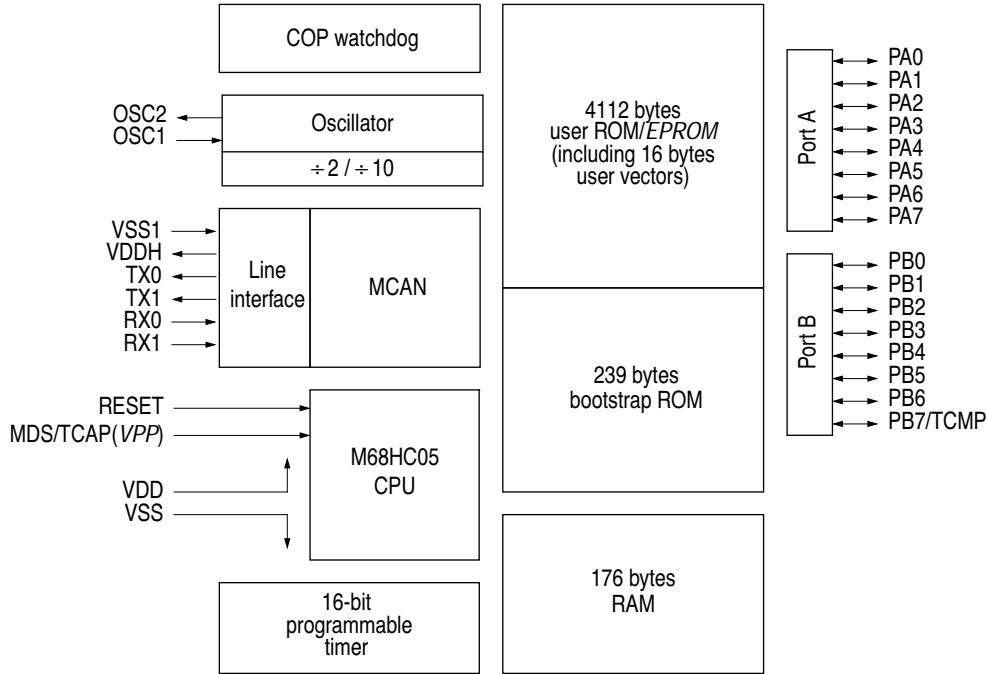 COP watchdog
OSC2
OSC1
Oscillator
÷2 / ÷10
VSS1
VDDH
TX0
TX1
RX0
RX1
Line
interface
MCAN
RESET
MDS/TCAP(VPP)
VDD
VSS
M68HC05
CPU
16-bit
programmable
timer
4112 bytes
user ROM/EPROM
(including 16 bytes
user vectors)
239 bytes
bootstrap ROM
176 bytes
RAM
Port A
PA0
PA1
PA2
PA3
PA4
PA5
PA6
PA7
Port B
PB0
PB1
PB2
PB3
PB4
PB5
PB6
PB7/TCMP